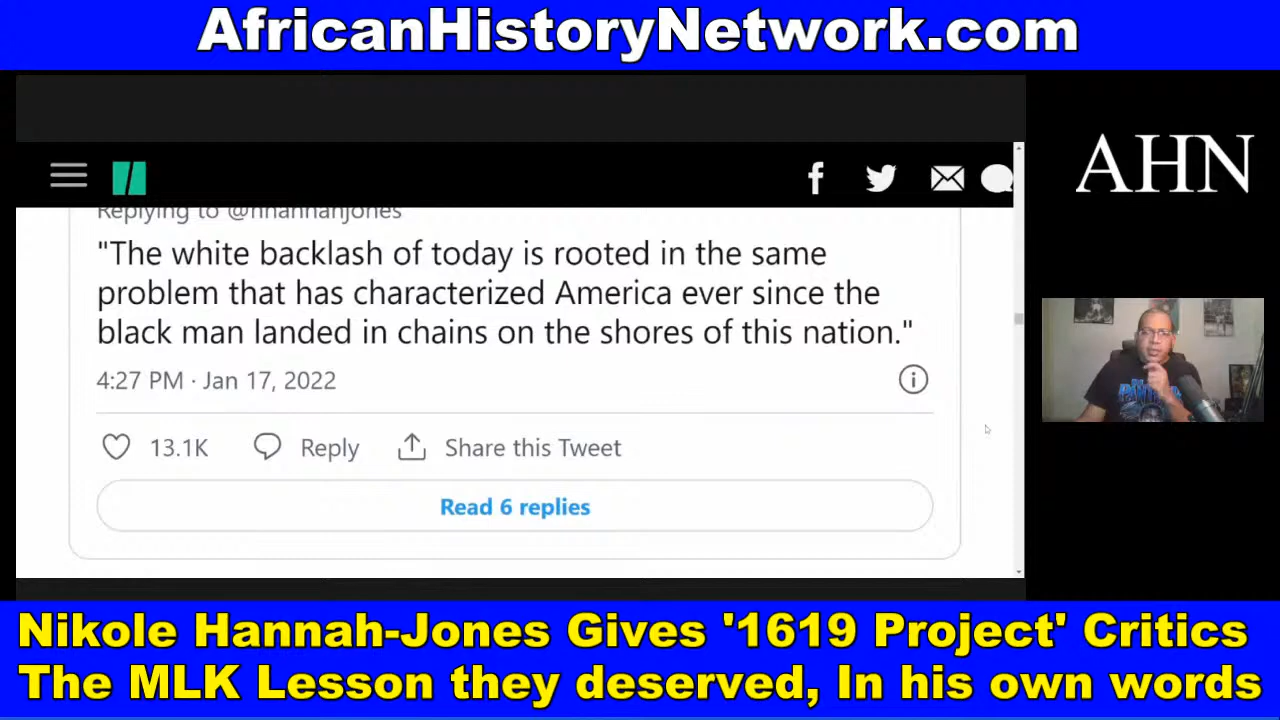 AfricanHistoryNetwork.com
AHN
Replying to @nhannahjones
"The white backlash of today is rooted in the same
problem that has characterized America ever since the
black man landed in chains on the shores of this nation."
4:27 PM · Jan 17, 2022
13.1K Reply Share this Tweet
Read 6 replies
Nikole Hannah-Jones Gives '1619 Project' Critics
The MLK Lesson they deserved, In his own words